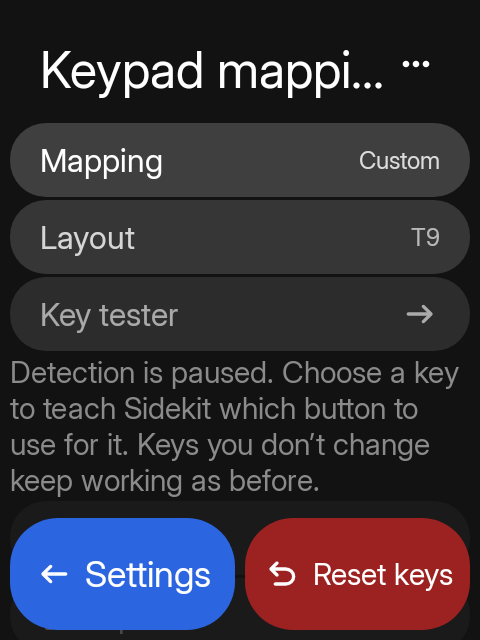 Keypad mappi... ···
Mapping Custom
Layout T9
Key tester →
Detection is paused. Choose a key
to teach Sidekit which button to
use for it. Keys you don’t change
keep working as before.
← Settings
Reset keys